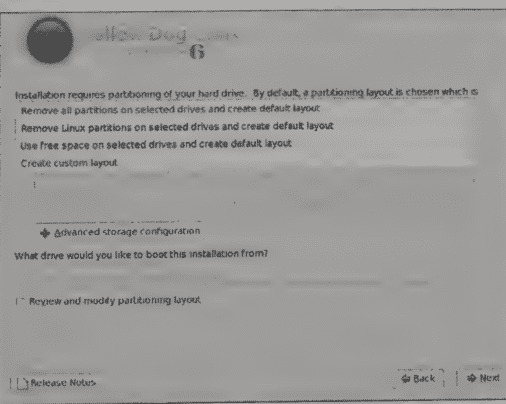 Dog
6
Installation requires partitioning of your hard drive. By default, a partitioning layout is chosen which is
Remove all partitions on selected drives and create default layout
Remove Linux partitions on selected drives and create default layout
Use free space on selected drives and create default layout
Create custom layout
Advanced storage configuration
What drive would you like to boot this installation from?
Review and modify partitioning layout
Release Notes
Back
Next